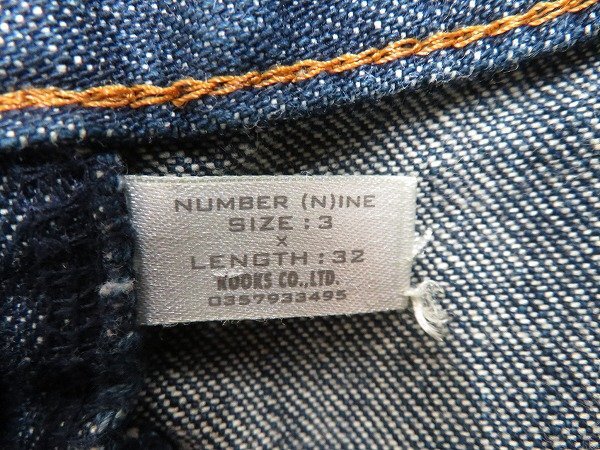 NUMBER (N)INE
SIZE : 3
×
LENGTH : 32
KOOKS CO.,LTD.
0357933495